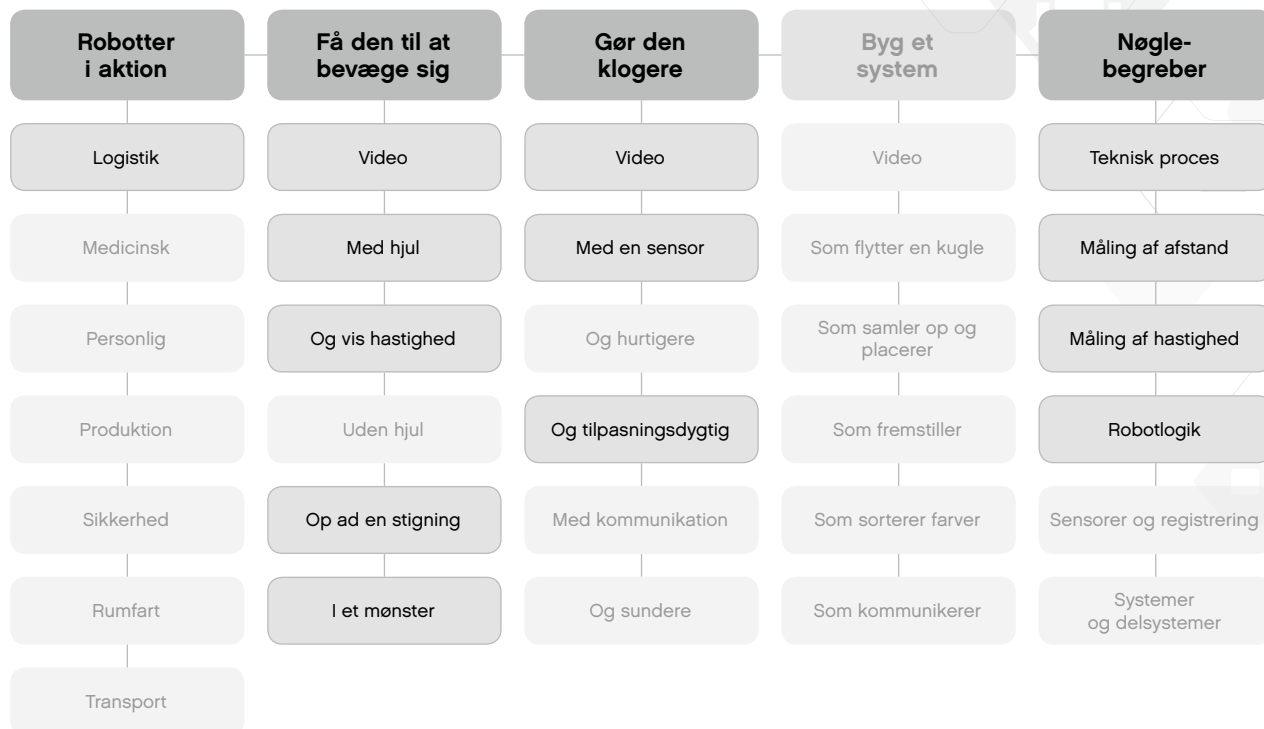 Robotter
i aktion
Få den til at
bevæge sig
Gør den
klogere
Byg et
system
Nøgle-
begreber
Logistik
Video
Video
Video
Teknisk proces
Medicinsk
Med hjul
Med en sensor
Som flytter en kugle
Måling af afstand
Personlig
Og vis hastighed
Og hurtigere
Som samler op og
placerer
Måling af hastighed
Produktion
Uden hjul
Og tilpasningsdygtig
Som fremstiller
Robotlogik
Sikkerhed
Op ad en stigning
Med kommunikation
Som sorterer farver
Sensorer og registrering
Rumfart
I et mønster
Og sundere
Som kommunikerer
Systemer
og delsystemer
Transport